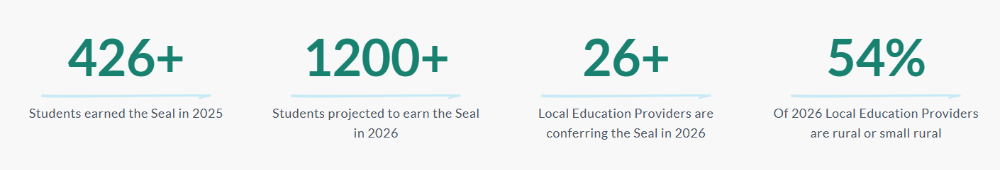 426+
Students earned the Seal in 2025
1200+
Students projected to earn the Seal
in 2026
26+
Local Education Providers are
conferring the Seal in 2026
54%
Of 2026 Local Education Providers
are rural or small rural